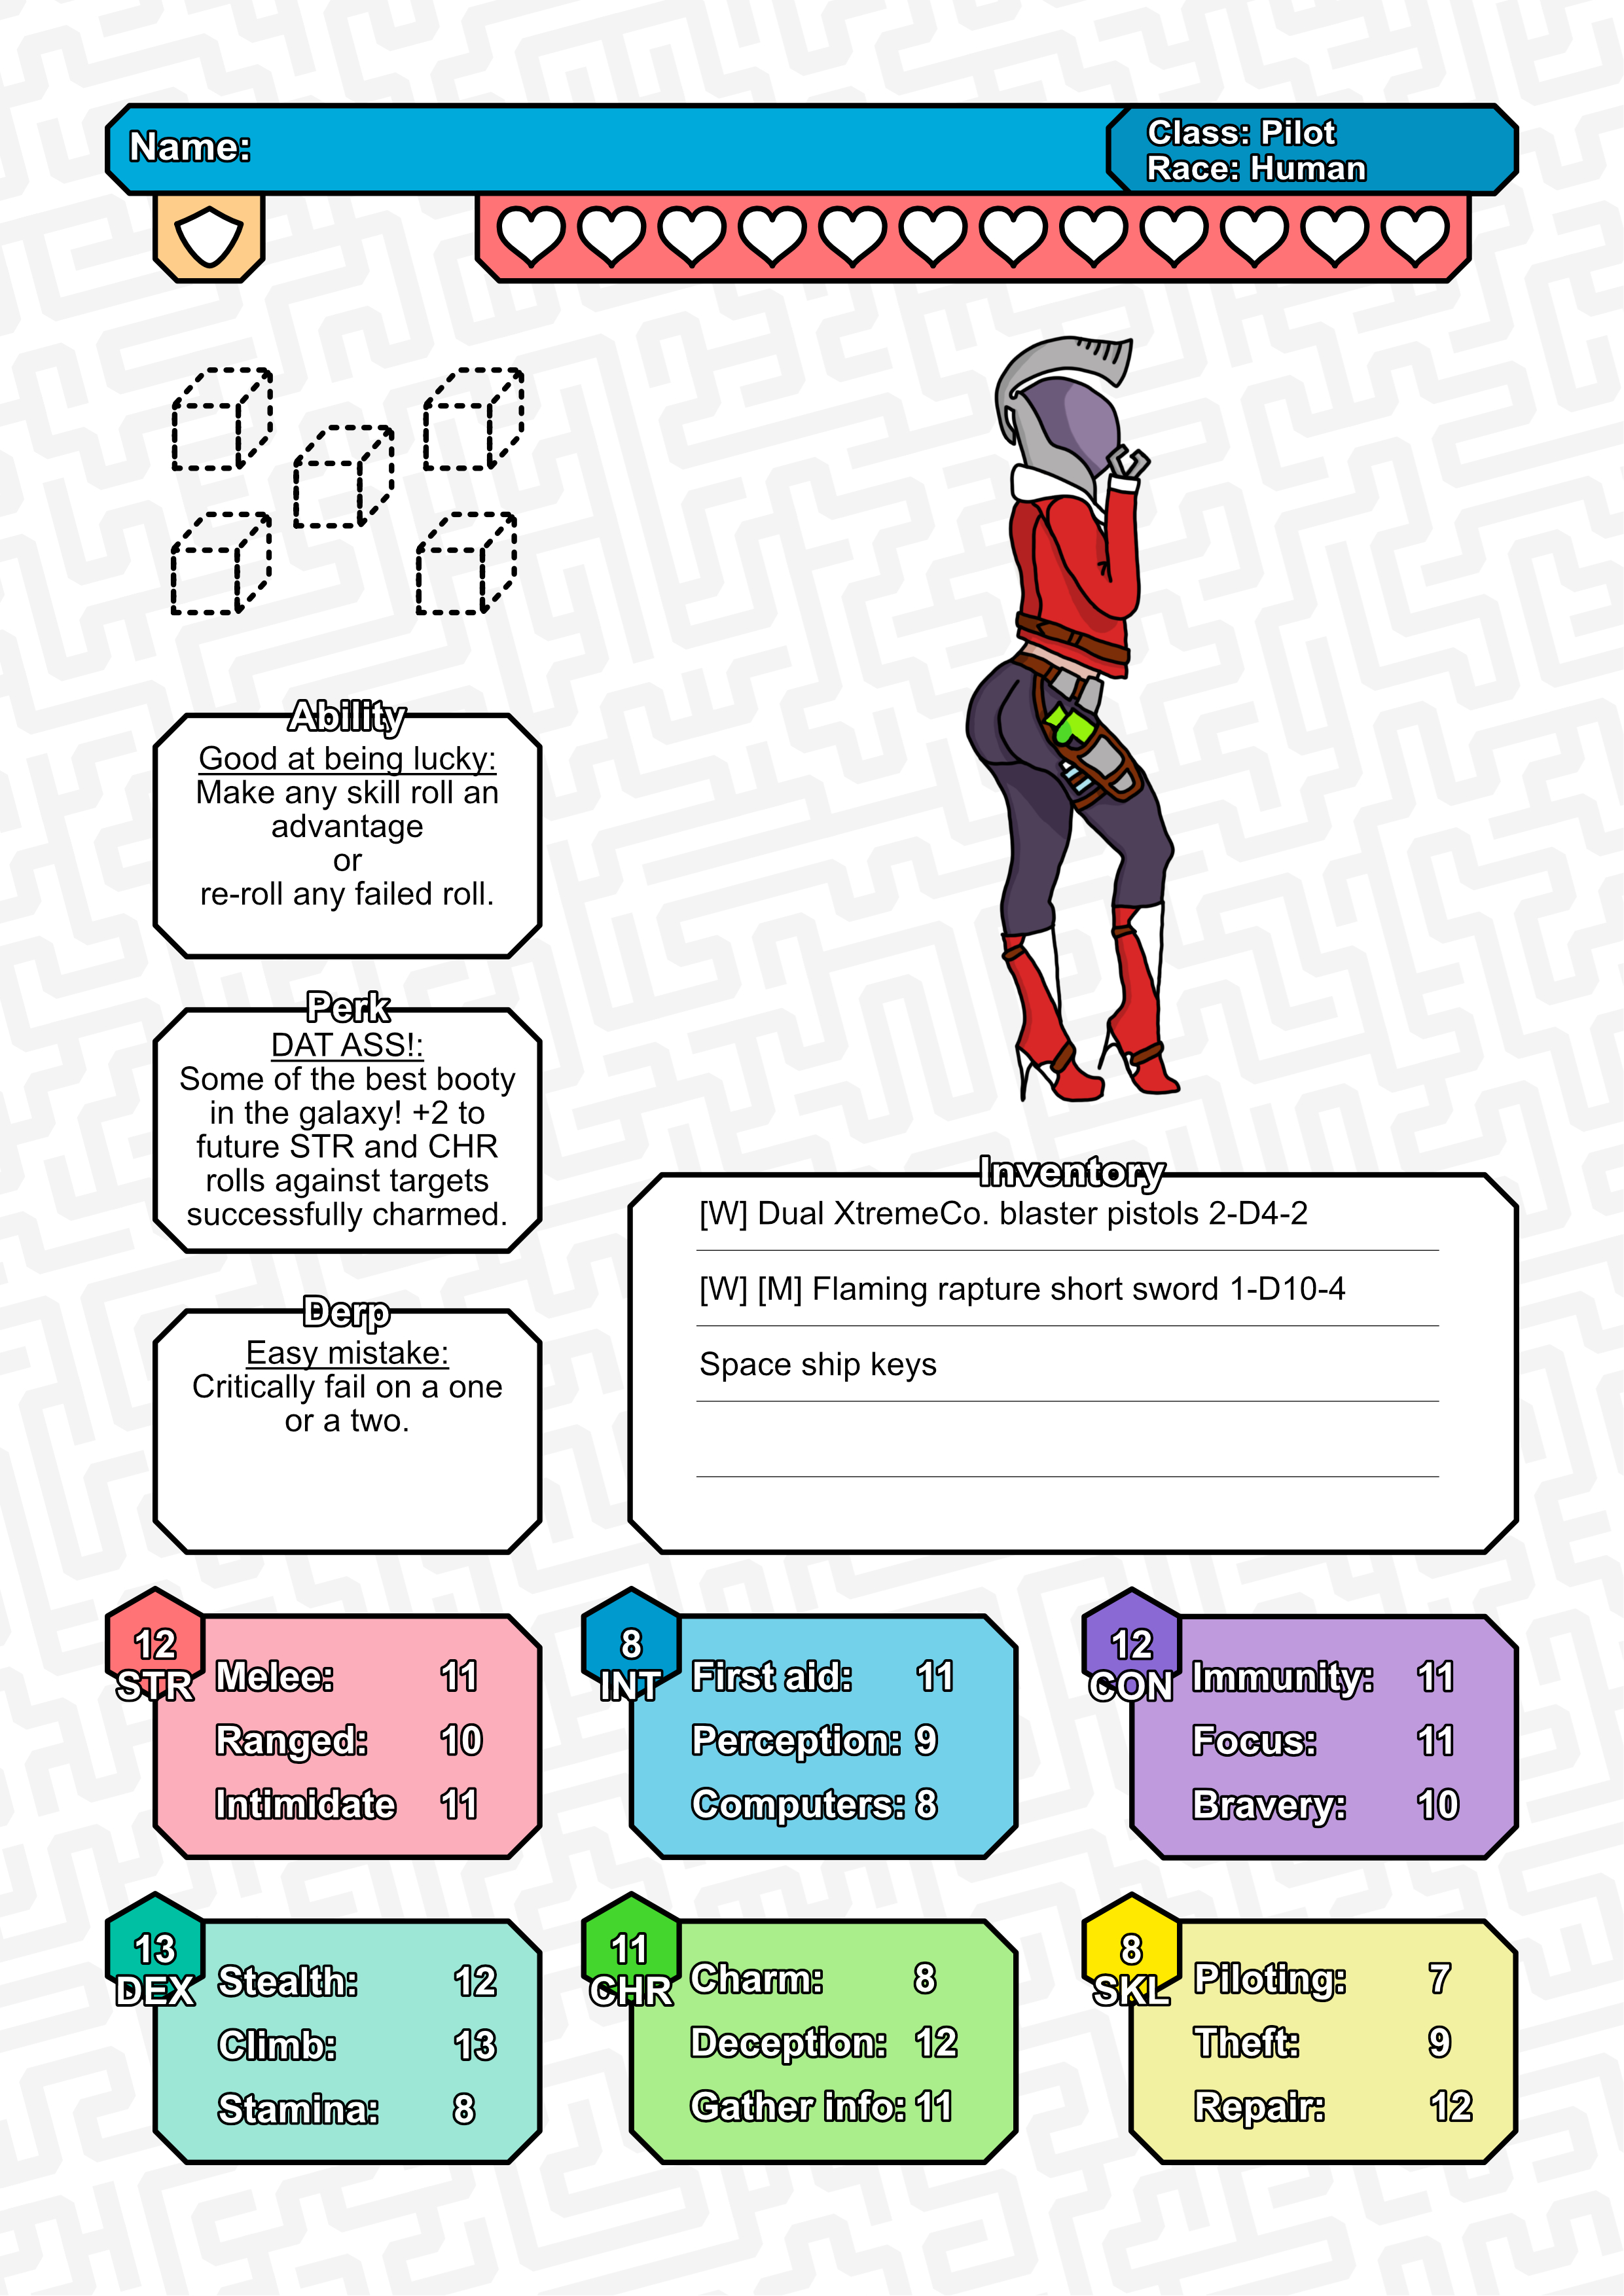 Name:
Class: Pilot
Race: Human
Ability
Good at being lucky:
Make any skill roll an
advantage
or
re-roll any failed roll.
Perk
DAT ASS!:
Some of the best booty
in the galaxy! +2 to
future STR and CHR
rolls against targets
successfully charmed.
Derp
Easy mistake:
Critically fail on a one
or a two.
Inventory
[W] Dual XtremeCo. blaster pistols 2-D4-2
[W] [M] Flaming rapture short sword 1-D10-4
Space ship keys
12
STR
Melee: 11
Ranged: 10
Intimidate 11
8
INT
First aid: 11
Perception: 9
Computers: 8
12
CON
Immunity: 11
Focus: 11
Bravery: 10
13
DEX
Stealth: 12
Climb: 13
Stamina: 8
11
CHR
Charm: 8
Deception: 12
Gather info: 11
8
SKL
Piloting: 7
Theft: 9
Repair: 12